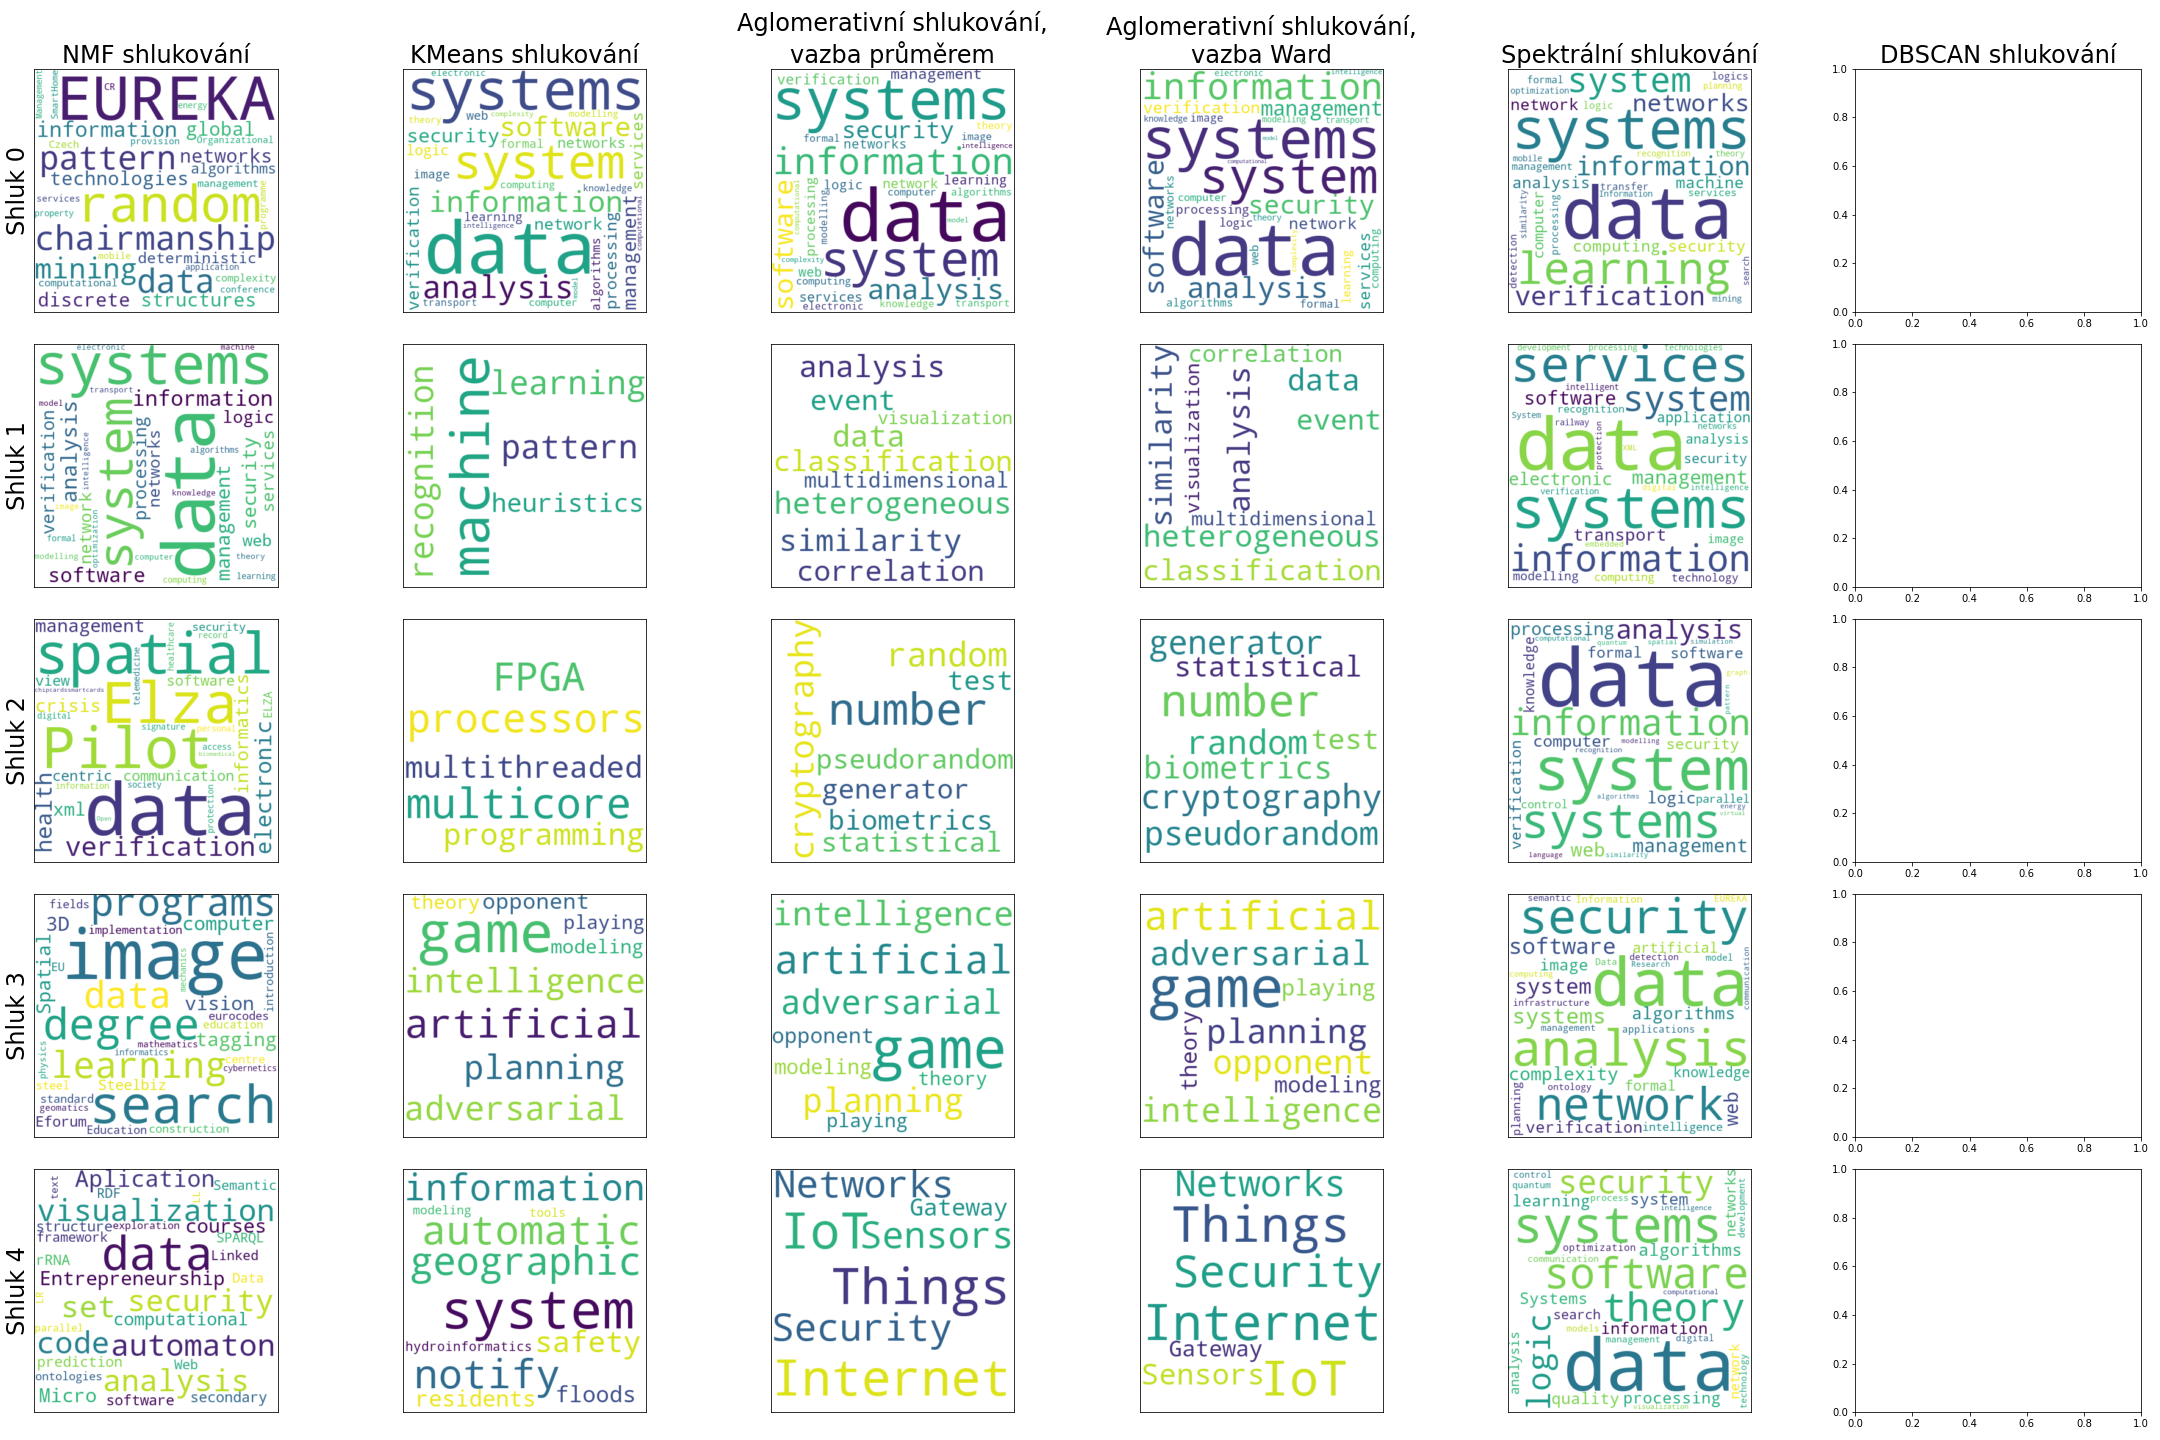 Aglomerativní shlukování, Aglomerativní shlukování,
NMF shlukování KMeans shlukování vazba průměrem vazba Ward Spektrální shlukování DBSCAN shlukování
Shluk 0
Management SmartHome EUREKA CR energy
information global
Czech provision Organizational
pattern networks
technologies algorithms
services management
random programme
property
chairmanship
mobile deterministic
mining application
computational data complexity
conference
discrete structures
electronic
systems
theory web complexity modelling
security software
logic formal networks services
system
image computing knowledge
information
learning
intelligence network
verification data algorithms processing management computational
analysis model
transport computer
verification management
systems
security theory
formal networks image intelligence
information
logic network learning
computer algorithms
software computational processing modelling data model
complexity system
web computing
services analysis
electronic knowledge transport
electronic intelligence
information
verification management
knowledge image modelling transport
systems model
computational
software networks system
computer
processing security
logic theory network
data web complexity learning services computing
analysis
algorithms formal
formal system logics
optimization planning
network logic networks
systems
mobile recognition theory
management information
analysis transfer machine
information services
similarity computer processing data
detection computing security
learning search
verification mining
1.0
0.8
0.6
0.4
0.2
0.0
0.0 0.2 0.4 0.6 0.8 1.0
Shluk 1
electronic machine
systems
transport
model information
logic
verification analysis intelligence system processing networks data
algorithms
security services
knowledge management
image network optimization
formal web
modelling computer theory
software computing learning
recognition machine learning
pattern
heuristics
analysis
event
visualization
data
classification
multidimensional
heterogeneous
similarity
correlation
similarity correlation
visualization analysis data
event
multidimensional
heterogeneous
classification
development processing technologies
services
intelligent
software system
System recognition application
railway networks
data protection XML analysis
security
electronic management
verification digital intelligence
systems
transport
embedded image
information
modelling computing technology
1.0
0.8
0.6
0.4
0.2
0.0
0.0 0.2 0.4 0.6 0.8 1.0
Shluk 2
management healthcare security
record
spatial
view telemedicine software
chipcardssmartcards
crisis Elza informatics ELZA
digital
signature personal
Pilot access
biomedical
centric communication
information society
health xml Open data protection electronic
verification
FPGA
processors
multithreaded
multicore
programming
cryptography random
test
number
pseudorandom
generator
biometrics
statistical
generator
statistical
number
random test
biometrics
cryptography
pseudorandom
processing analysis
computational quantum spatial simulation
knowledge formal software
data graph pattern
information
computer modelling security
recognition
verification system
algorithms logic parallel
control energy
systems virtual
web management
language similarity
1.0
0.8
0.6
0.4
0.2
0.0
0.0 0.2 0.4 0.6 0.8 1.0
Shluk 3
fields programs
3D implementation computer
Spatial EU image mechanics introduction
data vision
eurocodes
degree education
mathematics tagging
informatics
physics learning centre
cybernetics
steel Steelbiz
standard search
geomatics
Eforum Education construction
theory opponent
game playing
modeling
intelligence
artificial
planning
adversarial
intelligence
artificial
adversarial
opponent
modeling game
theory
planning
playing
artificial
adversarial
game playing
theory planning
opponent
modeling
intelligence
semantic Information EUREKA
security
software artificial
image detection model
Data Research
computing data communication
system
infrastructure
systems algorithms
management applications
analysis
complexity knowledge
ontology formal
planning network web
verification intelligence
1.0
0.8
0.6
0.4
0.2
0.0
0.0 0.2 0.4 0.6 0.8 1.0
Shluk 4
text Aplication
RDF LL Semantic
visualization
structure exploration courses
framework SPARQL
rRNA data Linked
Entrepreneurship Data
LR set security
computational
parallel
code automaton
prediction Web
ontologies analysis
Micro software secondary
information
modeling tools
automatic
geographic
system
hydroinformatics safety
notify
residents floods
Networks
Gateway
IoT Sensors
Things
Security
Internet
Networks
Things
Security
Internet
Gateway
Sensors IoT
control security
quantum
learning process system networks development
intelligence
systems
optimization algorithms
communication
software
computational
Systems theory
search
models information
management digital
analysis logic data network technology
quality processing
visualization
1.0
0.8
0.6
0.4
0.2
0.0
0.0 0.2 0.4 0.6 0.8 1.0